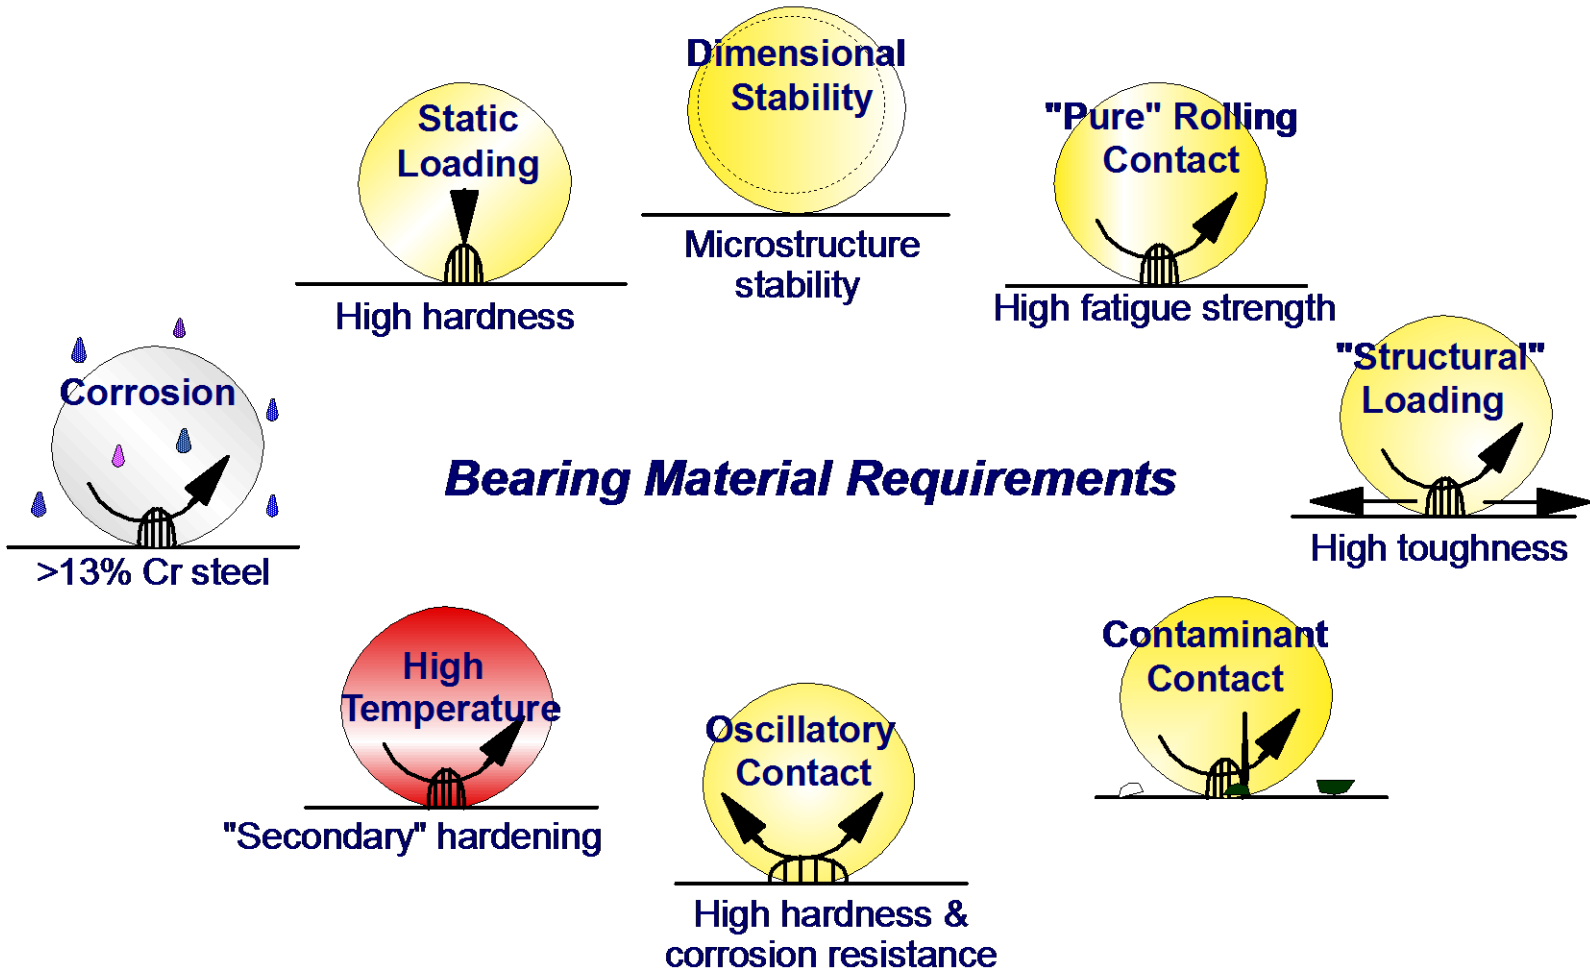 Dimensional
Stability
Microstructure
stability
Static
Loading
High hardness
"Pure" Rolling
Contact
High fatigue strength
Corrosion
>13% Cr steel
"Structural"
Loading
High toughness
Bearing Material Requirements
High
Temperature
"Secondary" hardening
Oscillatory
Contact
High hardness &
corrosion resistance
Contaminant
Contact